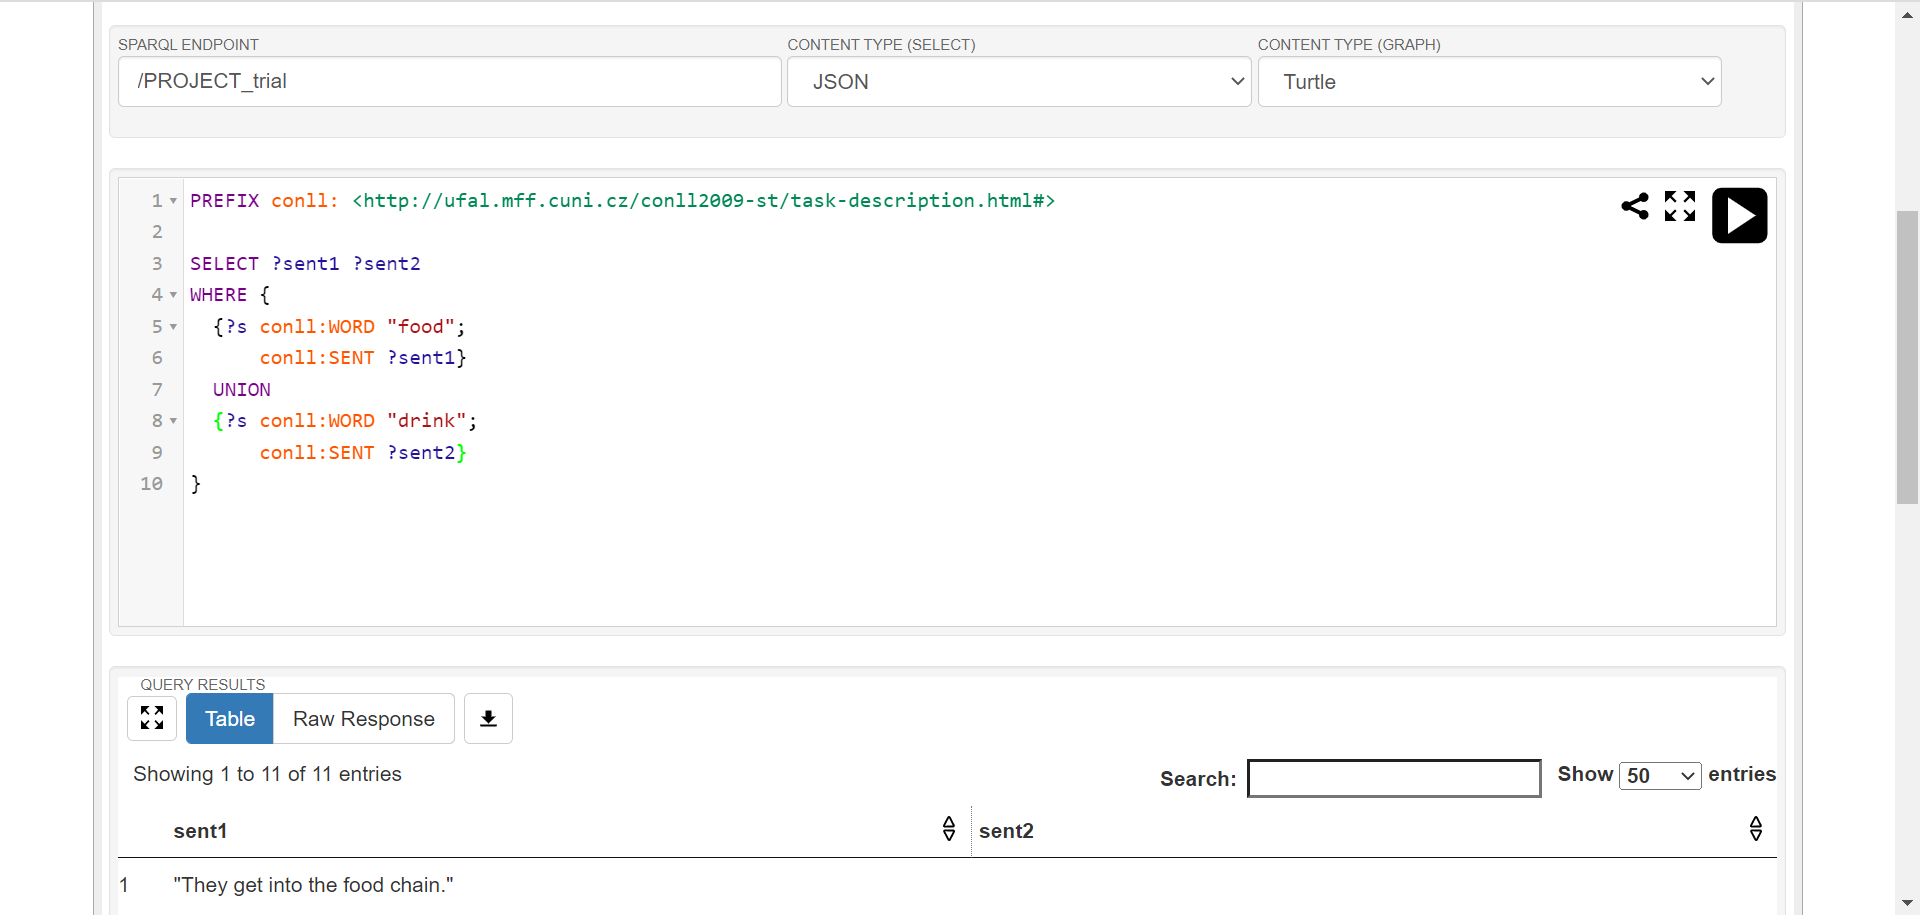 SPARQL ENDPOINT CONTENT TYPE (SELECT) CONTENT TYPE (GRAPH)
/PROJECT_trial JSON Turtle
1 PREFIX conll: <http://ufal.mff.cuni.cz/conll2009-st/task-description.html#>
2
3 SELECT ?sent1 ?sent2
4 WHERE {
5 {?s conll:WORD "food";
6 conll:SENT ?sent1}
7 UNION
8 {?s conll:WORD "drink";
9 conll:SENT ?sent2}
10 }
QUERY RESULTS
Table Raw Response
Showing 1 to 11 of 11 entries Search: Show 50 entries
sent1 sent2
1 "They get into the food chain."